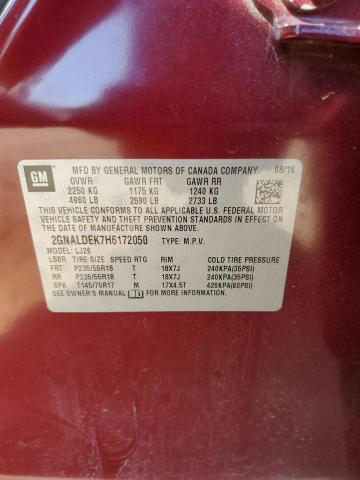 GM
MFD BY GENERAL MOTORS OF CANADA COMPANY 08/16
GVWR GAWR FRT GAWR RR
2250 KG 1175 KG 1240 KG
4960 LB 2590 LB 2733 LB
THIS VEHICLE CONFORMS TO ALL APPLICABLE U.S. FEDERAL MOTOR
VEHICLE SAFETY, BUMPER, AND THEFT PREVENTION STANDARDS IN EFFECT ON
THE DATE OF MANUFACTURE SHOWN ABOVE.
2GNALDEK7H6172050 TYPE: M.P.V.
MODEL: LJ26
LBBR TIRE SIZE SPEED RTG RIM COLD TIRE PRESSURE
FRT P235/55R18 T 18X7J 240KPA(35PSI)
RR P235/55R18 T 18X7J 240KPA(35PSI)
SPA T145/70R17 M 17X4.5T 420KPA(60PSI)
SEE OWNER'S MANUAL FOR MORE INFORMATION.